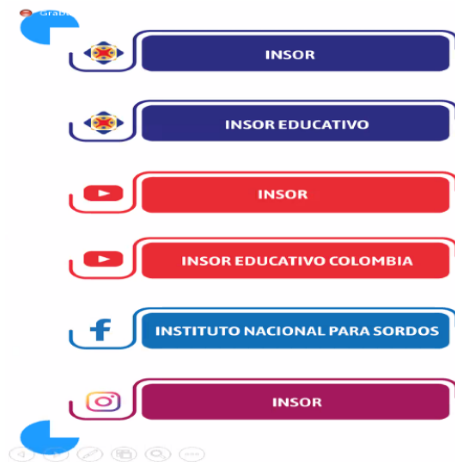 INSOR
INSOR EDUCATIVO
INSOR
INSOR EDUCATIVO COLOMBIA
INSTITUTO NACIONAL PARA SORDOS
INSOR